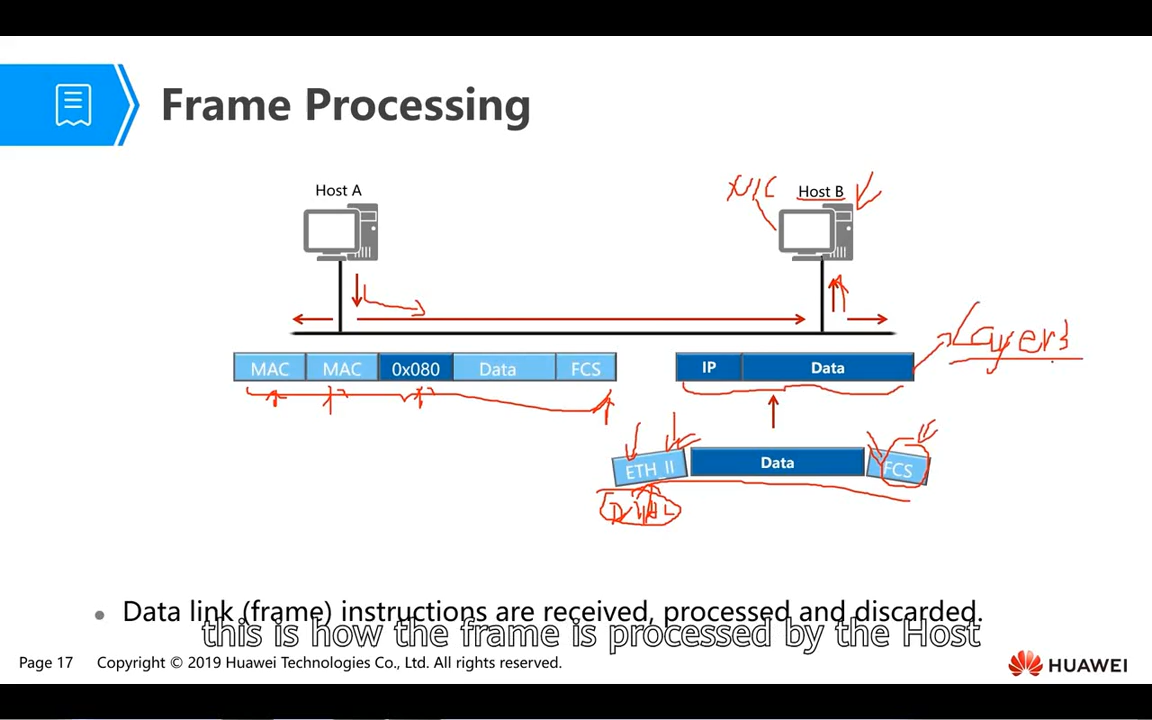 Frame Processing
Host A
NIC
Host B
Layers
MAC MAC 0x080 Data FCS
IP Data
ETH II Data FCS
Data link (frame) instructions are received, processed and discarded.
this is how the frame is processed by the Host
Page 17 Copyright © 2019 Huawei Technologies Co., Ltd. All rights reserved.
HUAWEI